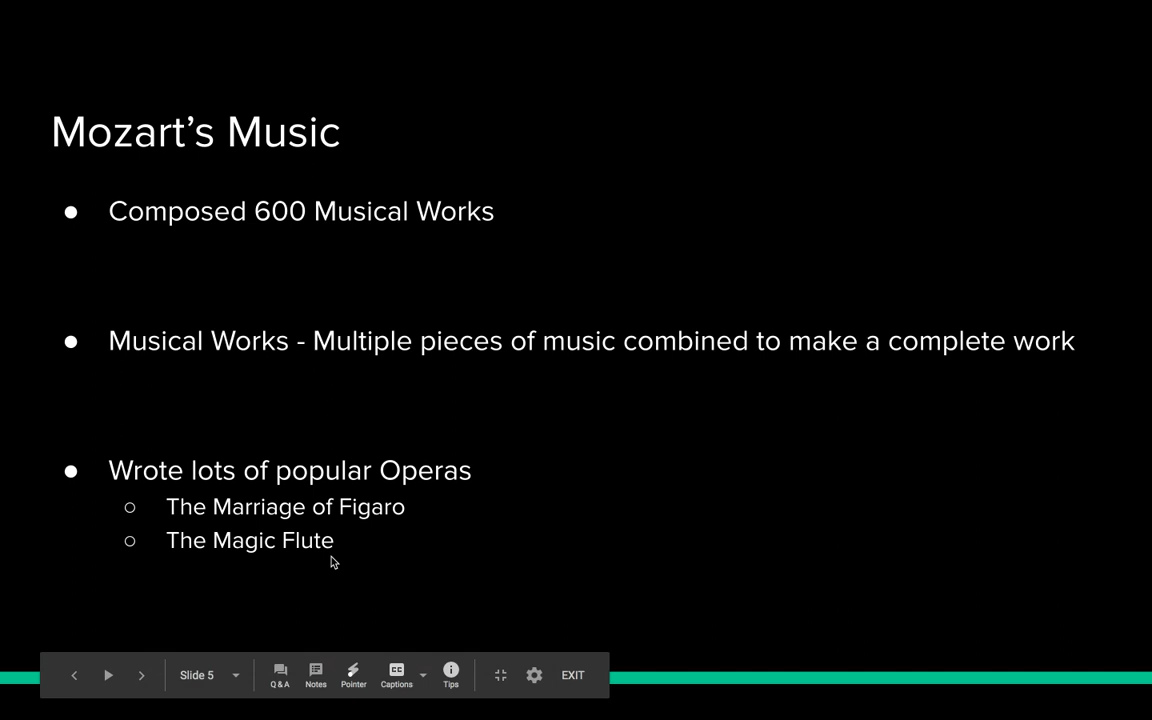 Mozart’s Music
● Composed 600 Musical Works
● Musical Works - Multiple pieces of music combined to make a complete work
● Wrote lots of popular Operas
○ The Marriage of Figaro
○ The Magic Flute
Slide 5 Q & A Notes Pointer CC Captions Tips EXIT